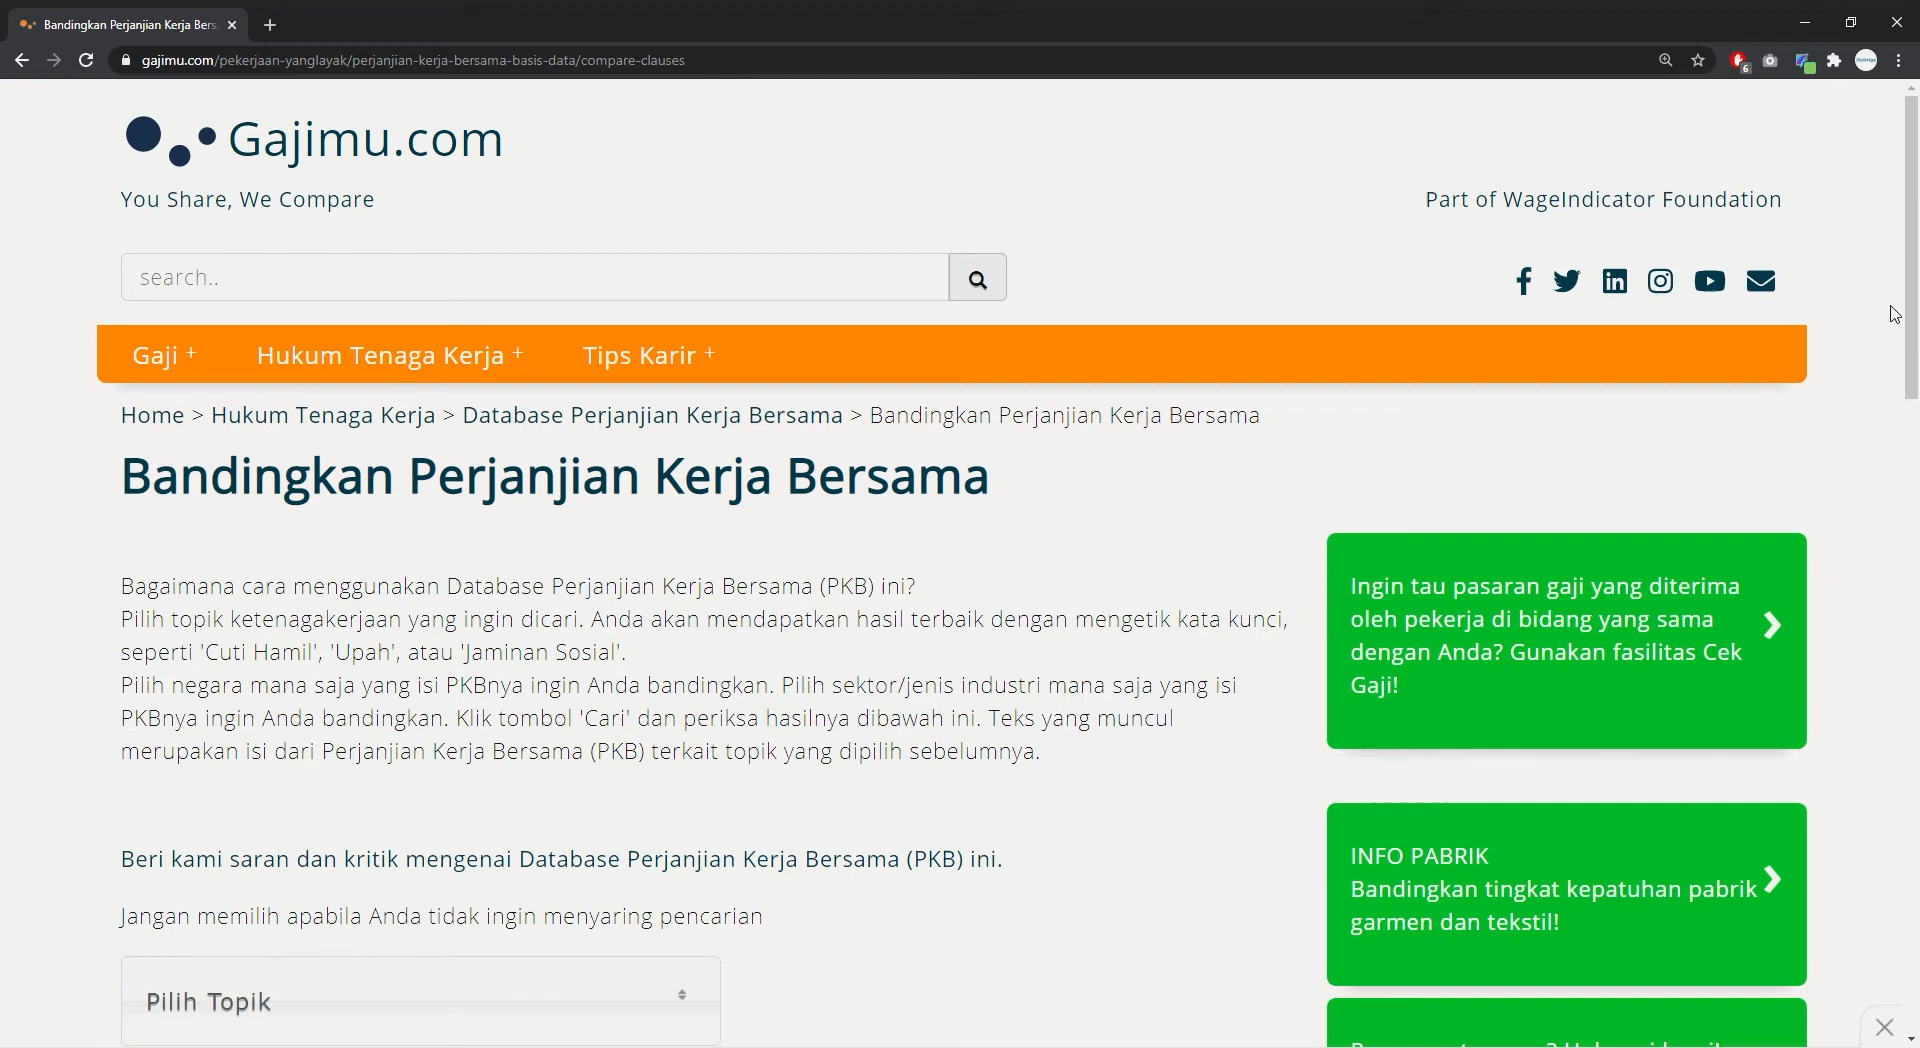 Bandingkan Perjanjian Kerja Bers
gajimu.com/pekerjaan-yanglayak/perjanjian-kerja-bersama-basis-data/compare-clauses
6
Gajimu.com
You Share, We Compare
Part of WageIndicator Foundation
search..
Gaji +
Hukum Tenaga Kerja +
Tips Karir +
Home > Hukum Tenaga Kerja > Database Perjanjian Kerja Bersama > Bandingkan Perjanjian Kerja Bersama
Bandingkan Perjanjian Kerja Bersama
Bagaimana cara menggunakan Database Perjanjian Kerja Bersama (PKB) ini?
Pilih topik ketenagakerjaan yang ingin dicari. Anda akan mendapatkan hasil terbaik dengan mengetik kata kunci,
seperti 'Cuti Hamil', 'Upah', atau 'Jaminan Sosial'.
Pilih negara mana saja yang isi PKBnya ingin Anda bandingkan. Pilih sektor/jenis industri mana saja yang isi
PKBnya ingin Anda bandingkan. Klik tombol 'Cari' dan periksa hasilnya dibawah ini. Teks yang muncul
merupakan isi dari Perjanjian Kerja Bersama (PKB) terkait topik yang dipilih sebelumnya.
Beri kami saran dan kritik mengenai Database Perjanjian Kerja Bersama (PKB) ini.
Jangan memilih apabila Anda tidak ingin menyaring pencarian
Pilih Topik
Ingin tau pasaran gaji yang diterima
oleh pekerja di bidang yang sama
dengan Anda? Gunakan fasilitas Cek
Gaji!
INFO PABRIK
Bandingkan tingkat kepatuhan pabrik
garmen dan tekstil!